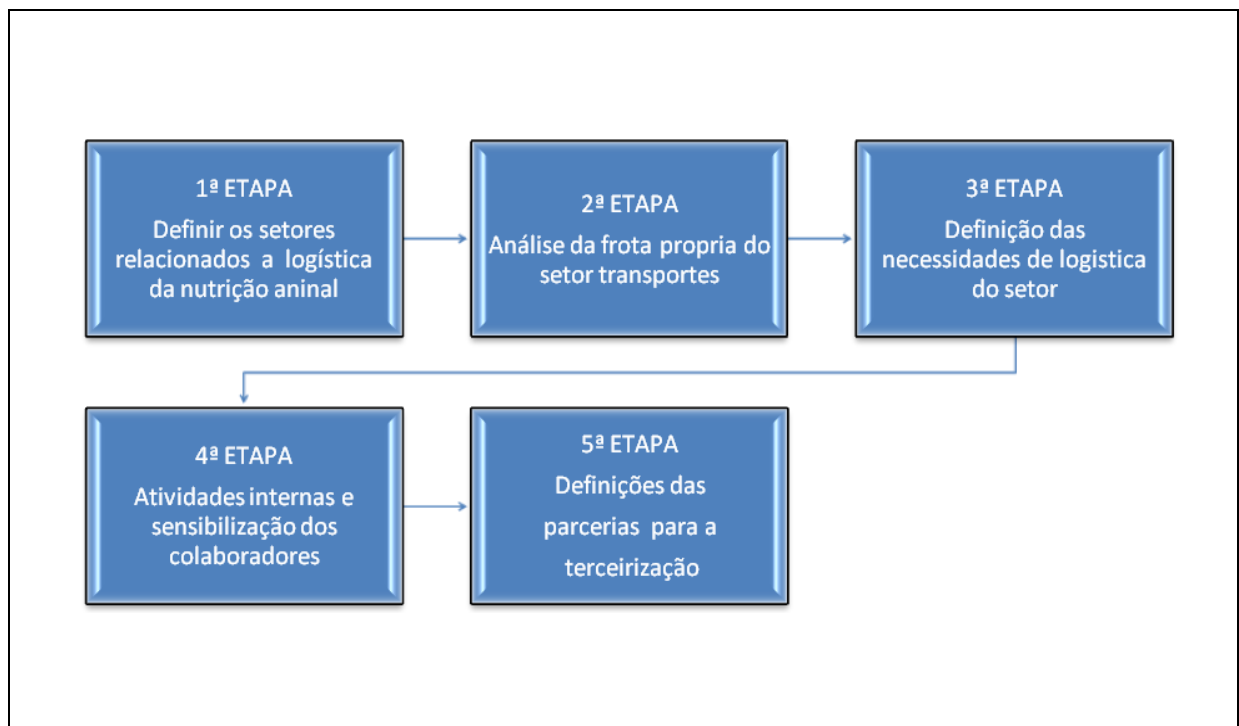 1ª ETAPA
Definir os setores
relacionados a logística
da nutrição aninal
2ª ETAPA
Análise da frota propria do
setor transportes
3ª ETAPA
Definição das
necessidades de logistica
do setor
4ª ETAPA
Atividades internas e
sensibilização dos
colaboradores
5ª ETAPA
Definições das
parcerias para a
terceirização